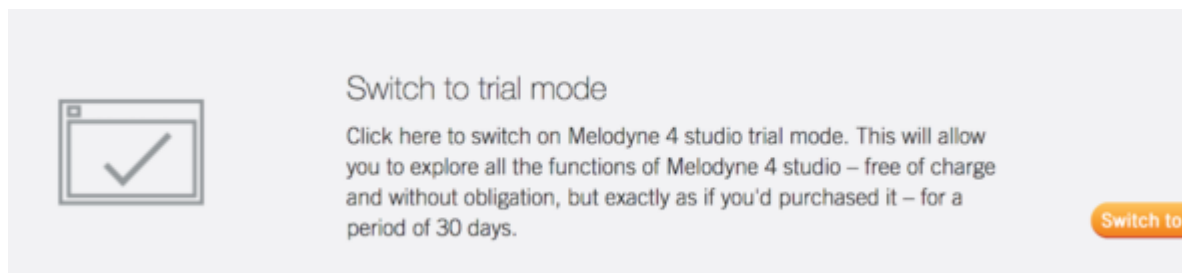 Switch to trial mode
Click here to switch on Melodyne 4 studio trial mode. This will allow
you to explore all the functions of Melodyne 4 studio – free of charge
and without obligation, but exactly as if you'd purchased it – for a
period of 30 days.
Switch to